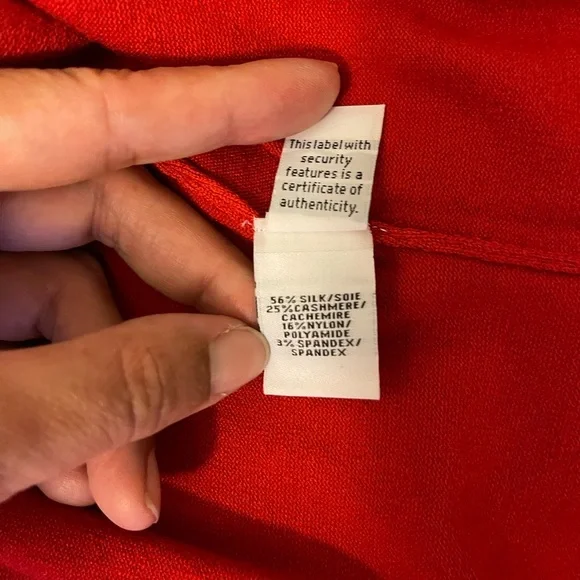 This label with
security
features is a
certificate of
authenticity.
56% SILK/SOIE
25% CASHMERE/
CACHEMIRE
16% NYLON/
POLYAMIDE
3% SPANDEX/
SPANDEX